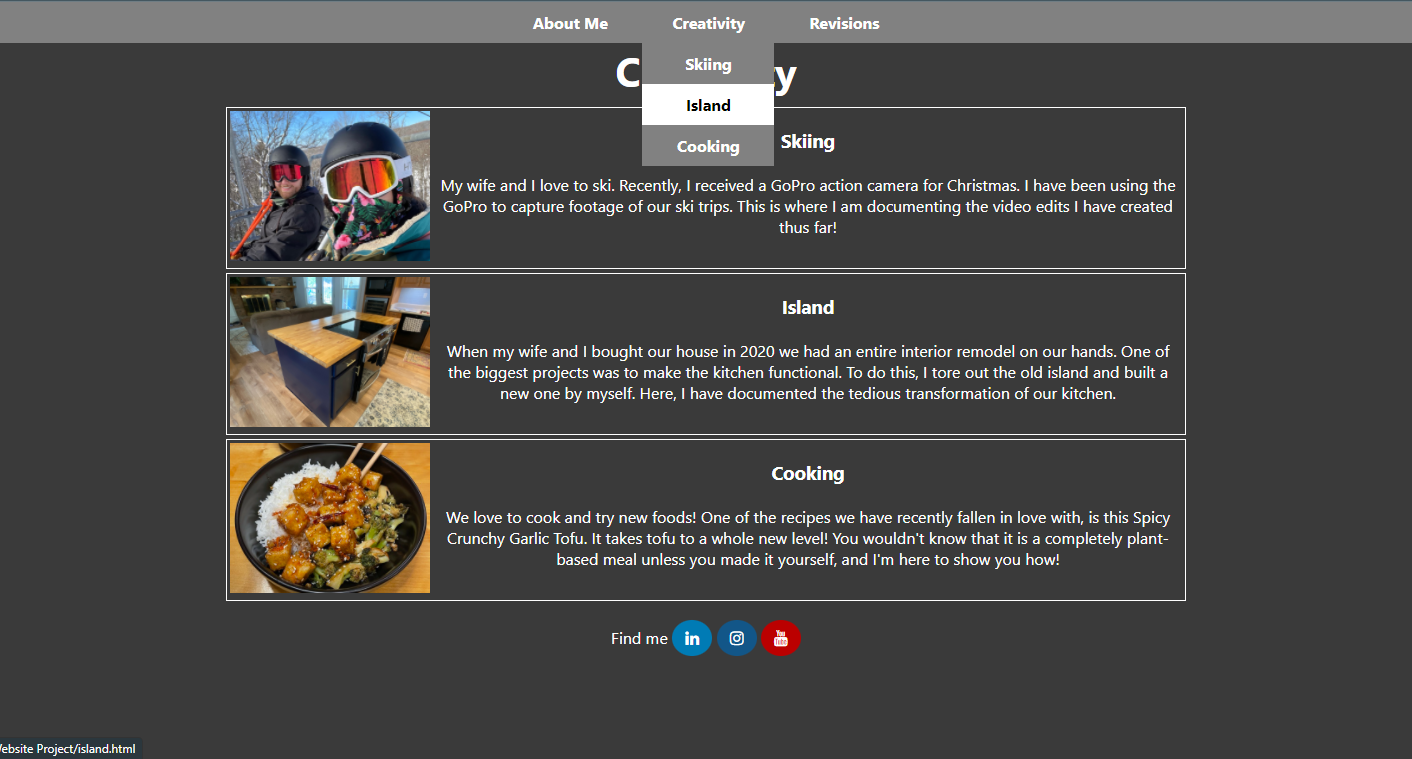 About Me Creativity Revisions
Skiing
Island
Cooking
C y
Skiing
My wife and I love to ski. Recently, I received a GoPro action camera for Christmas. I have been using the
GoPro to capture footage of our ski trips. This is where I am documenting the video edits I have created
thus far!
Island
When my wife and I bought our house in 2020 we had an entire interior remodel on our hands. One of
the biggest projects was to make the kitchen functional. To do this, I tore out the old island and built a
new one by myself. Here, I have documented the tedious transformation of our kitchen.
Cooking
We love to cook and try new foods! One of the recipes we have recently fallen in love with, is this Spicy
Crunchy Garlic Tofu. It takes tofu to a whole new level! You wouldn't know that it is a completely plant-
based meal unless you made it yourself, and I'm here to show you how!
Find me in You Tube
ebsite Project/island.html